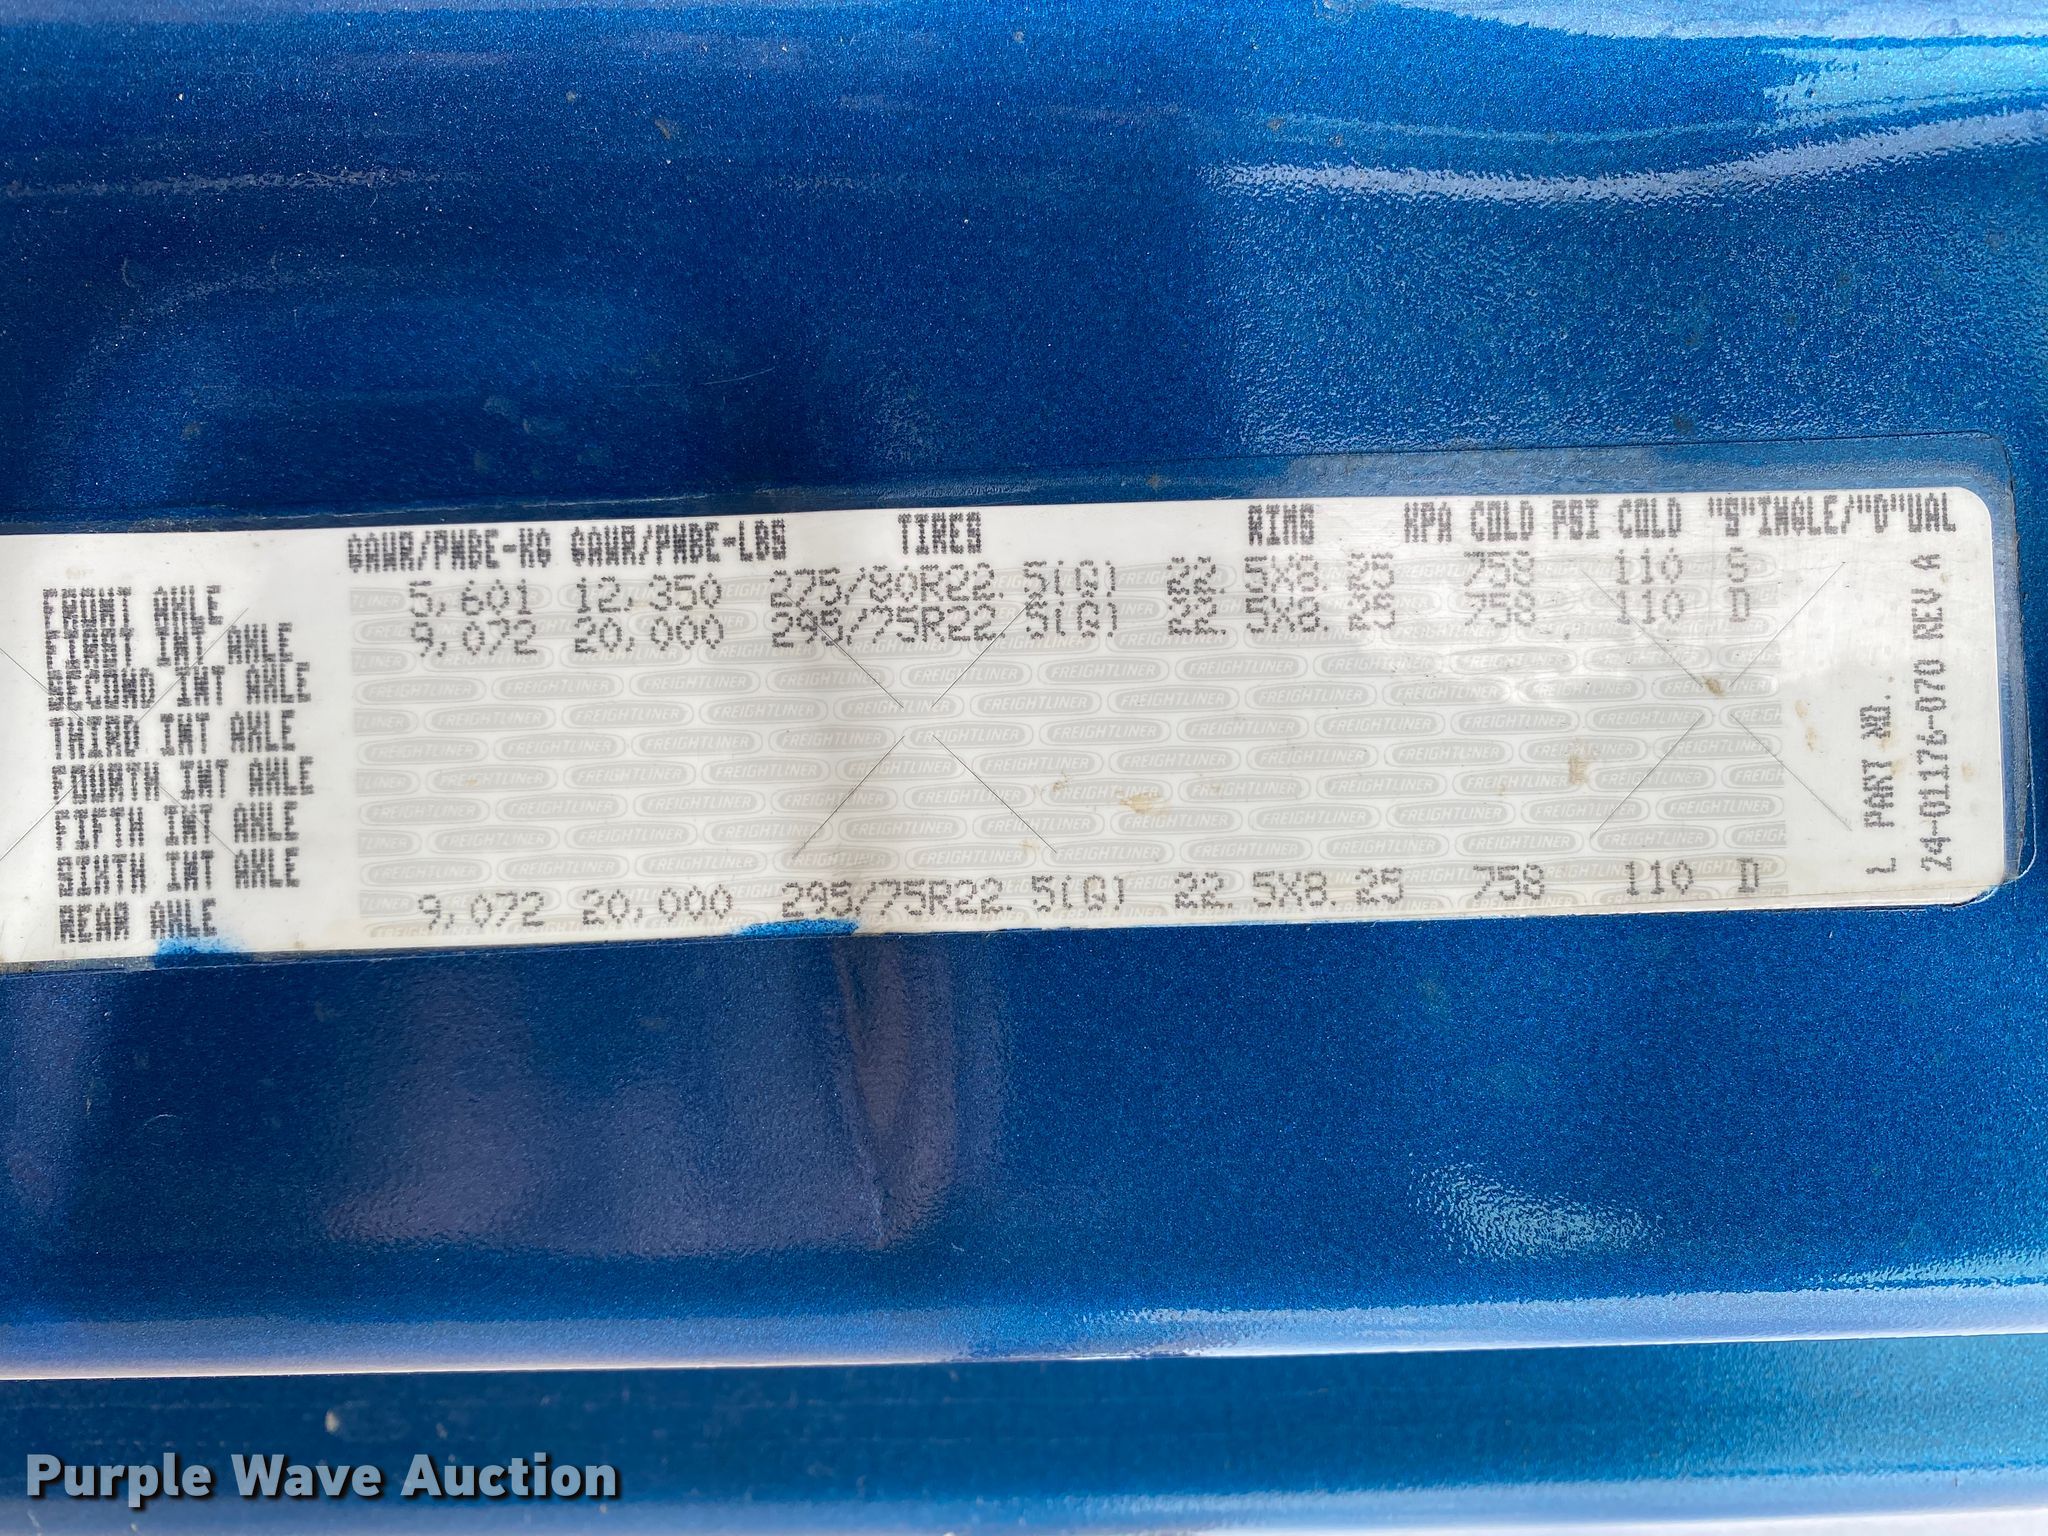 GAWR/PNBE-KG GAWR/PNBE-LBS TIRES RIMS KPA COLD PSI COLD "S"INGLE/"D"UAL
FRONT AXLE 5,601 12,350 275/80R22.5(G) 22.5X8.25 758 110 S
FIRST INT AXLE 9,072 20,000 295/75R22.5(G) 22.5X8.25 758 110 D
SECOND INT AXLE
THIRD INT AXLE
FOURTH INT AXLE
FIFTH INT AXLE
SIXTH INT AXLE
REAR AXLE 9,072 20,000 295/75R22.5(G) 22.5X8.25 758 110 D
L PART NO.
24-01176-070 REV.A
FREIGHTLINER
Purple Wave Auction